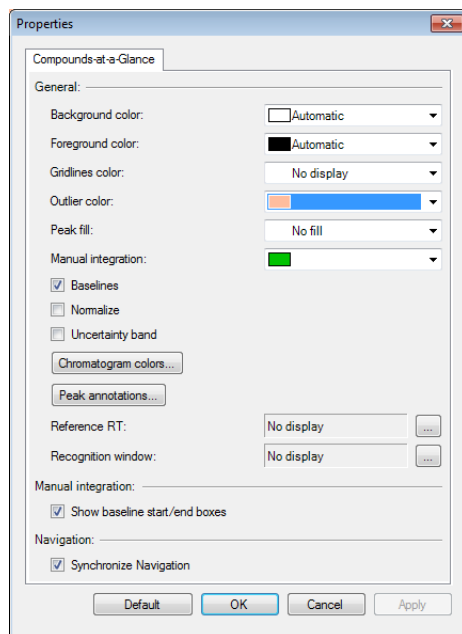 Properties
Compounds-at-a-Glance
General:
Background color: Automatic
Foreground color: Automatic
Gridlines color: No display
Outlier color:
Peak fill: No fill
Manual integration:
Baselines
Normalize
Uncertainty band
Chromatogram colors...
Peak annotations...
Reference RT: No display ...
Recognition window: No display ...
Manual integration:
Show baseline start/end boxes
Navigation:
Synchronize Navigation
Default OK Cancel Apply